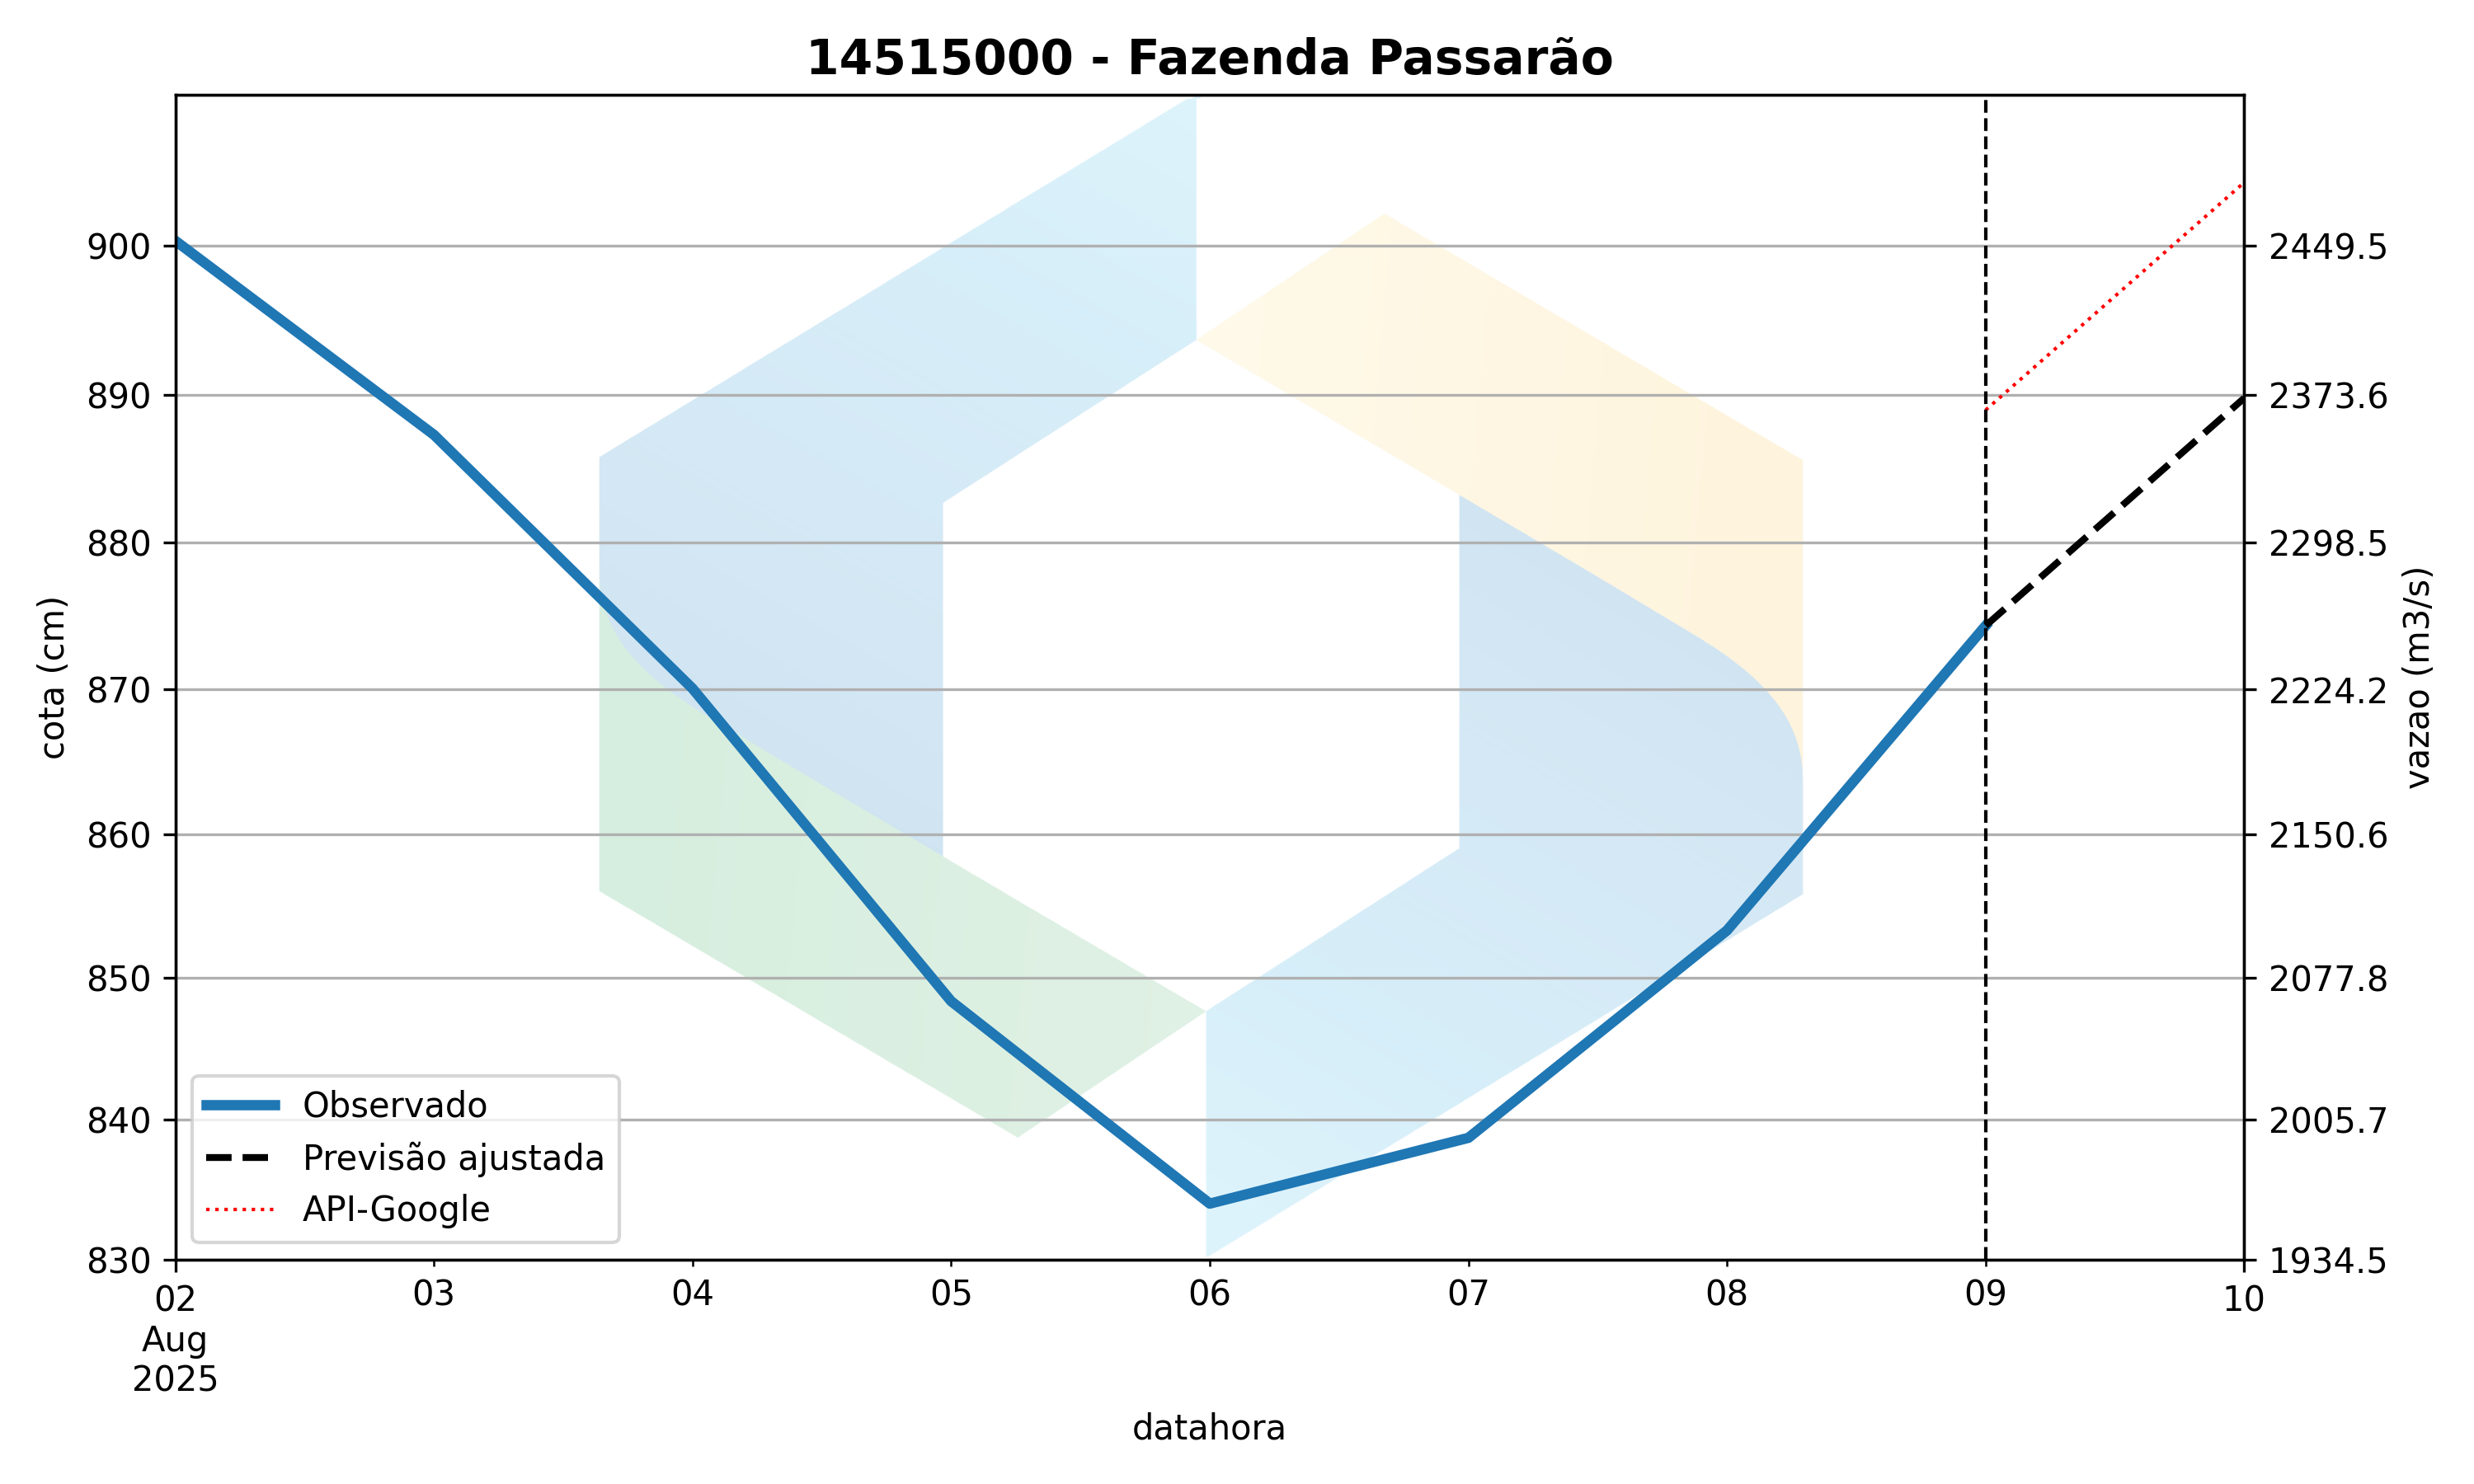 14515000 - Fazenda Passarão
cota (cm)
900
890
880
870
860
850
840
830
2449.5
2373.6
2298.5
2224.2
2150.6
2077.8
2005.7
1934.5
vazao (m3/s)
Observado
Previsão ajustada
API-Google
02 03 04 05 06 07 08 09 10
Aug
2025
datahora